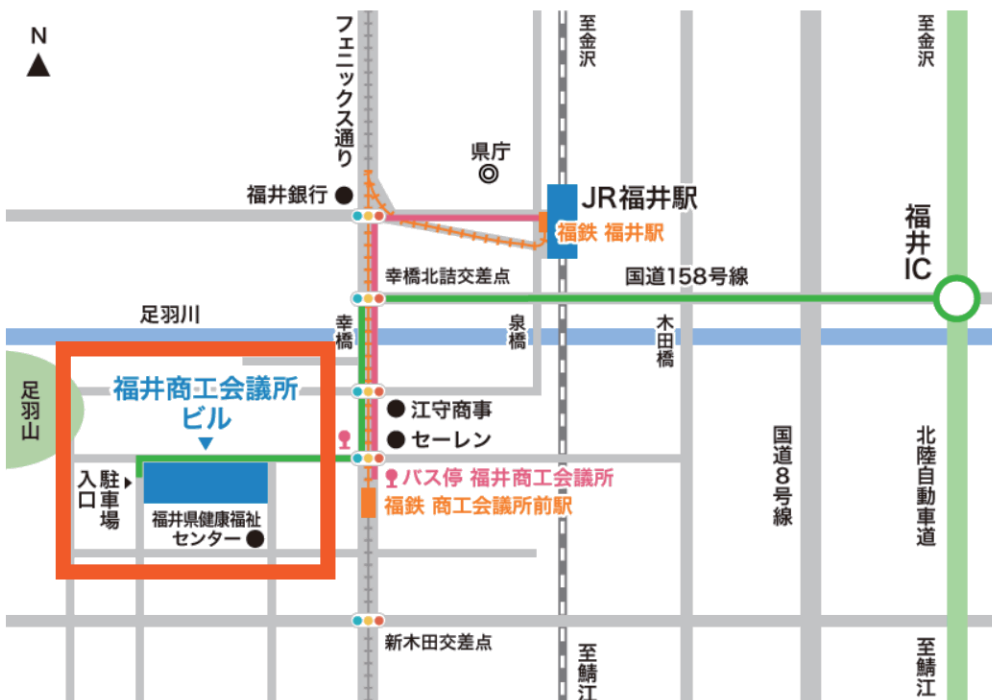 N
フェニックス通り
至金沢
至金沢
県庁
福井銀行
JR福井駅
福鉄 福井駅
福井
IC
幸橋北詰交差点
国道158号線
足羽川
幸橋
泉橋
木田橋
足羽山
福井商工会議所
ビル
江守商事
セーレン
国道8号線
北陸自動車道
バス停 福井商工会議所
福鉄 商工会議所前駅
駐車場
入口
福井県健康福祉
センター
新木田交差点
至鯖江
至鯖江